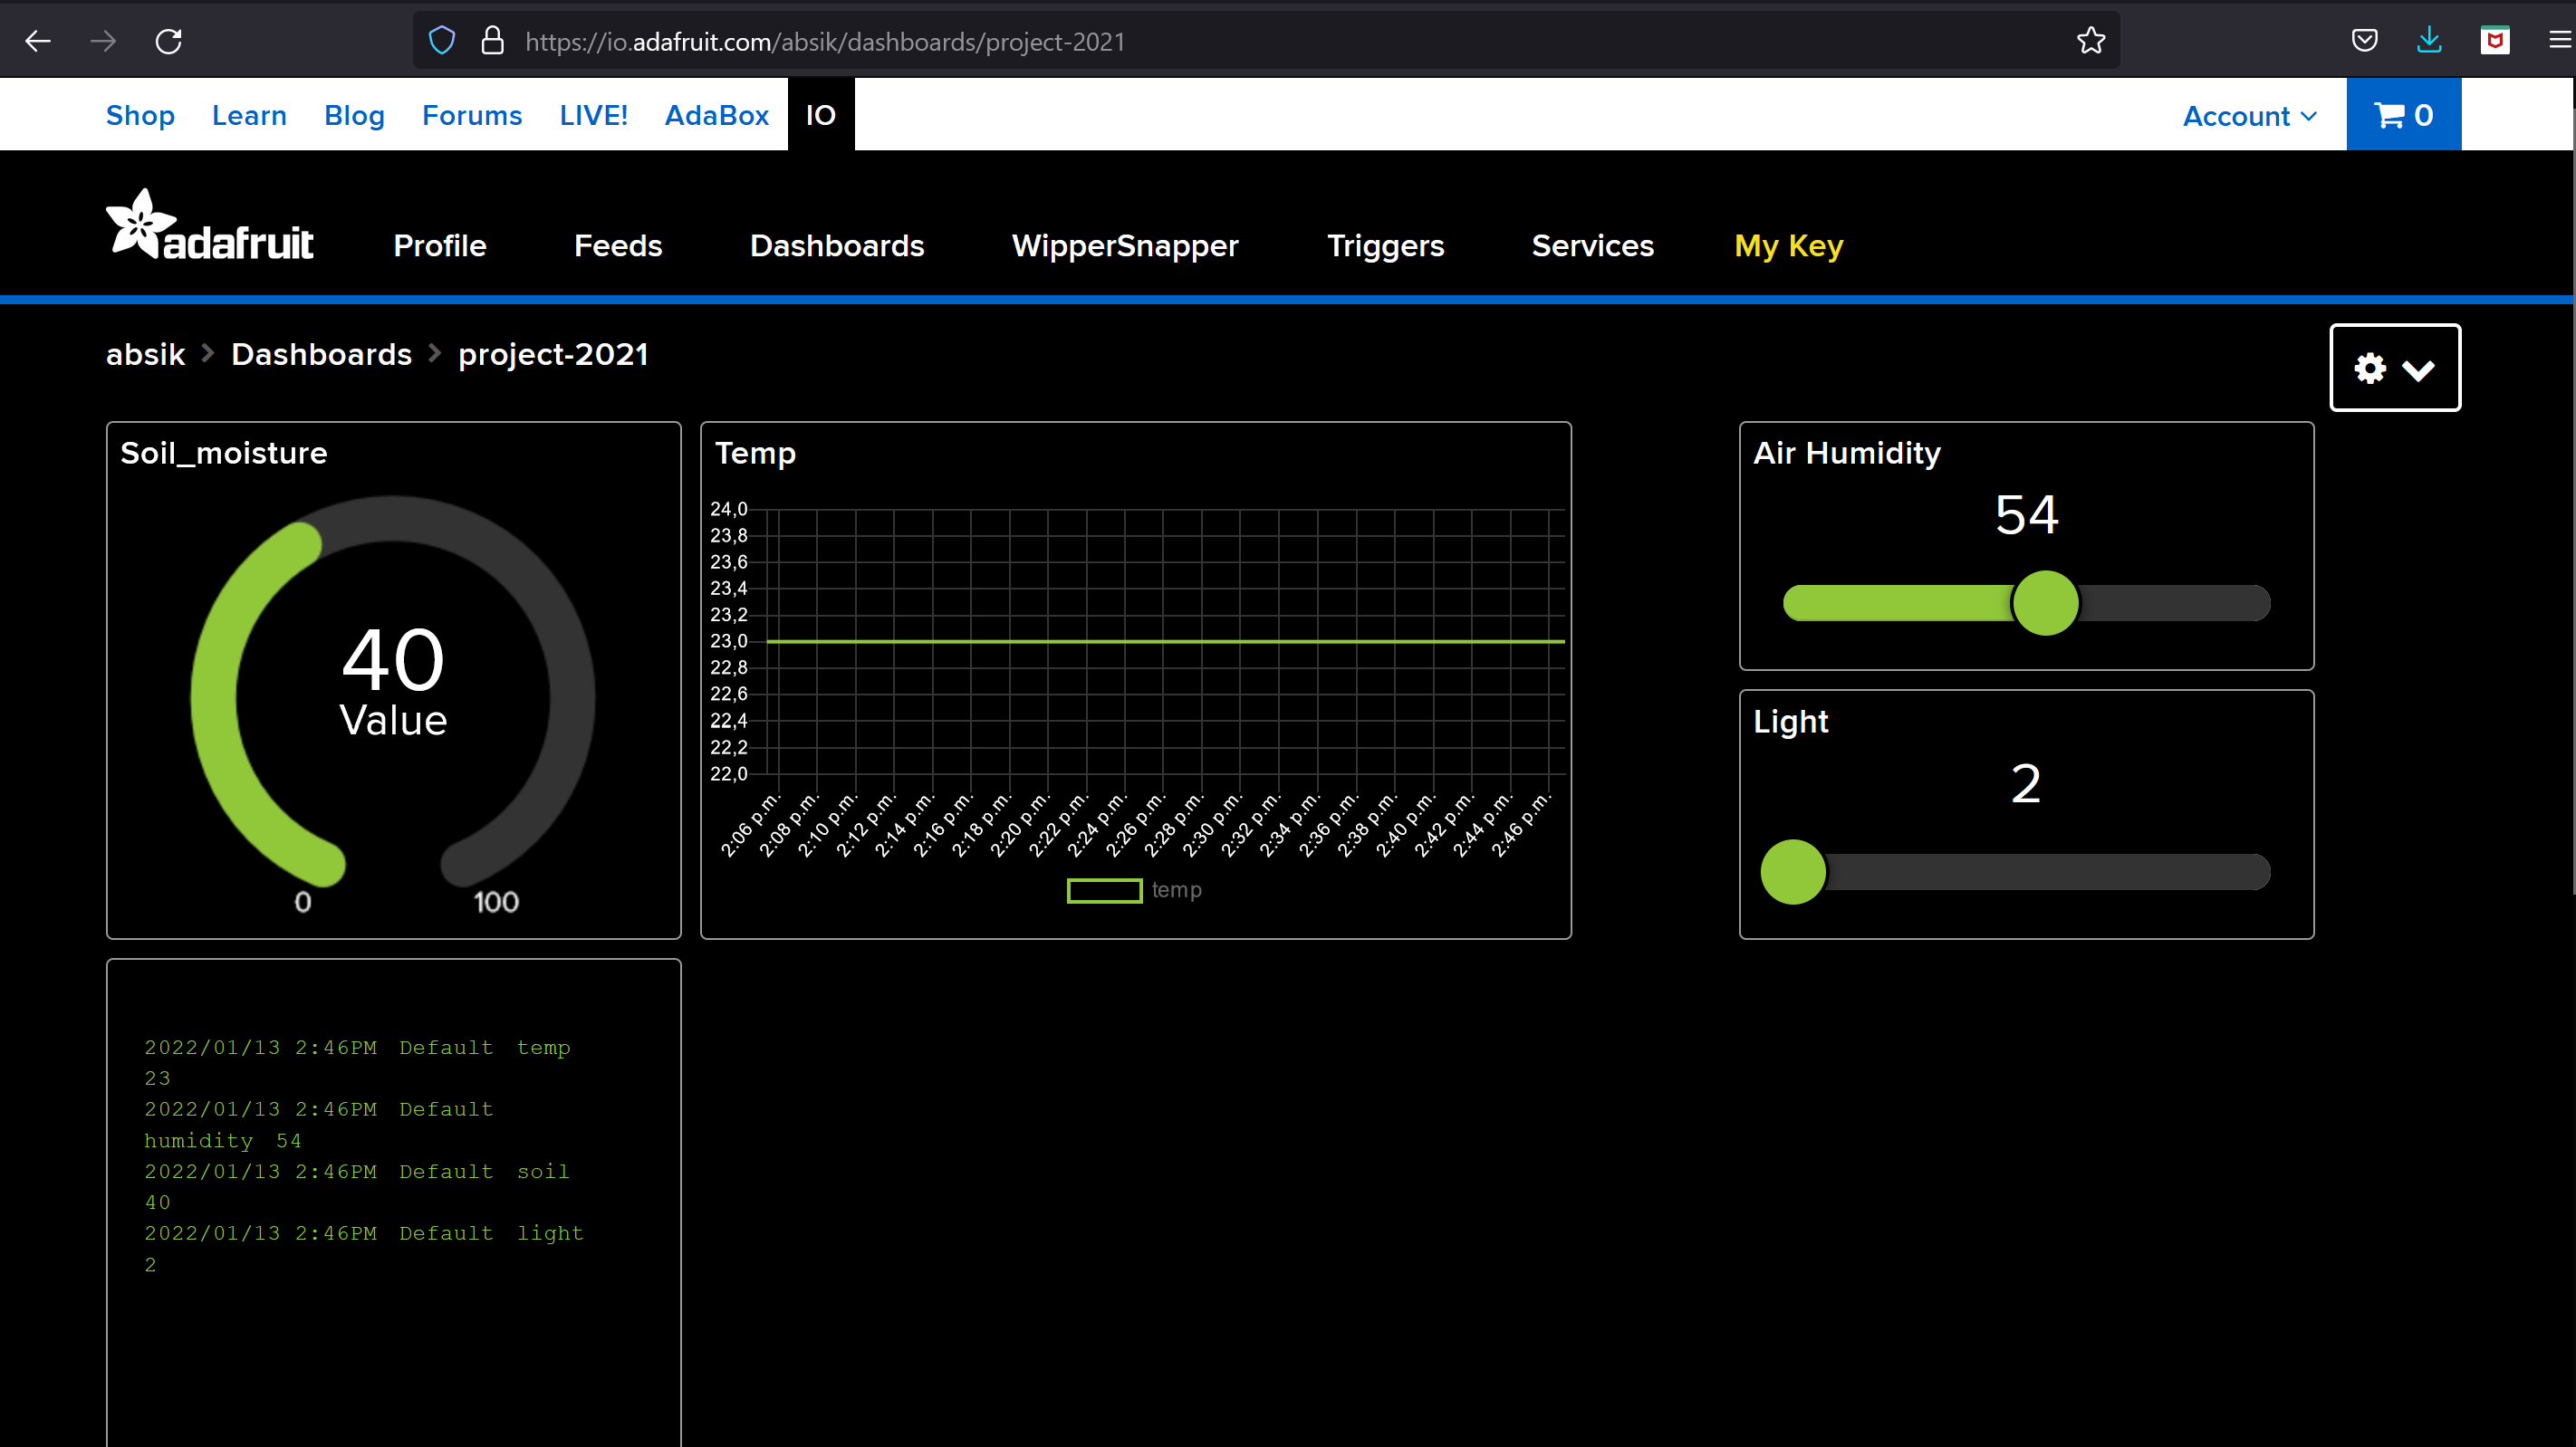 https://io.adafruit.com/absik/dashboards/project-2021
Shop Learn Blog Forums LIVE! AdaBox IO Account 0
adafruit Profile Feeds Dashboards WipperSnapper Triggers Services My Key
absik Dashboards project-2021
Soil_moisture
40
Value
0 100
Temp
24,0
23,8
23,6
23,4
23,2
23,0
22,8
22,6
22,4
22,2
22,0
2:06 p.m. 2:08 p.m. 2:10 p.m. 2:12 p.m. 2:14 p.m. 2:16 p.m. 2:18 p.m. 2:20 p.m. 2:22 p.m. 2:24 p.m. 2:26 p.m. 2:28 p.m. 2:30 p.m. 2:32 p.m. 2:34 p.m. 2:36 p.m. 2:38 p.m. 2:40 p.m. 2:42 p.m. 2:44 p.m. 2:46 p.m.
temp
Air Humidity
54
Light
2
2022/01/13 2:46PM Default temp
23
2022/01/13 2:46PM Default
humidity 54
2022/01/13 2:46PM Default soil
40
2022/01/13 2:46PM Default light
2